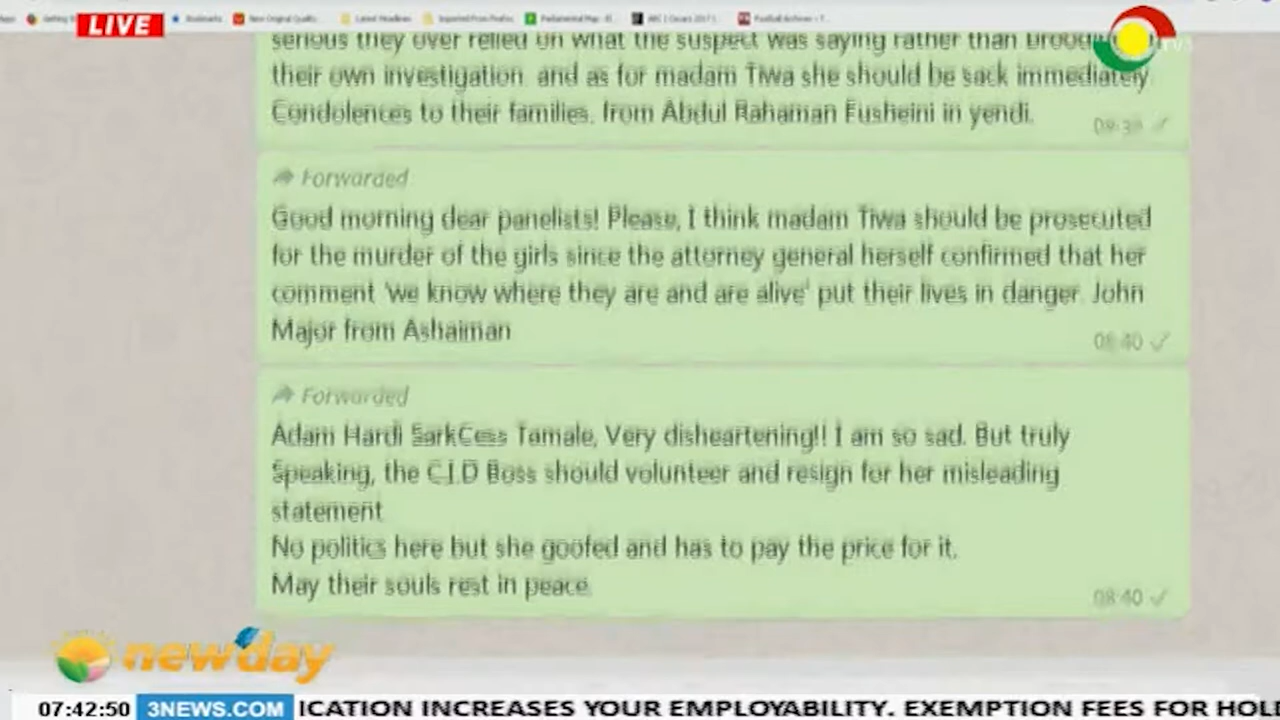 LIVE
Bookmarks
Latest Headlines
serious they over relied on what the suspect was saying rather than
their own investigation. and as for madam Tiwa she should be sack immediately
Condolences to their families. from Abdul Rahaman Fusheini in yendi.
Forwarded
Good morning dear panelists! Please, I think madam Tiwa should be prosecuted
for the murder of the girls since the attorney general herself confirmed that her
comment 'we know where they are and are alive' put their lives in danger. John
Major from Ashaiman
08:40
Forwarded
Adam Hardi SarkCess Tamale, Very disheartening!! I am so sad. But truly
Speaking, the C.I.D Boss should volunteer and resign for her misleading
statement
No politics here but she goofed and has to pay the price for it.
May their souls rest in peace
08:40
newday
07:42:50 3NEWS.COM ICATION INCREASES YOUR EMPLOYABILITY. EXEMPTION FEES FOR HOL